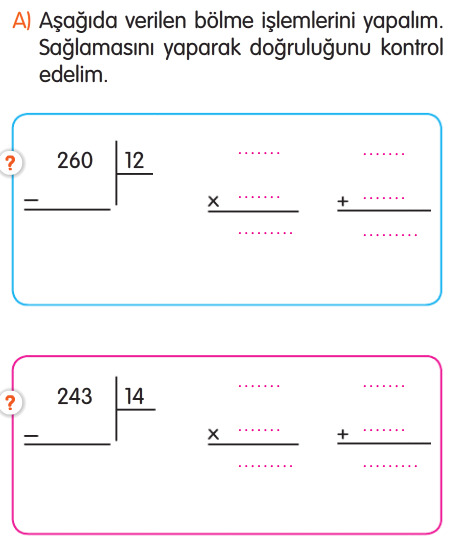 A) Aşağıda verilen bölme işlemlerini yapalım.
Sağlamasını yaparak doğruluğunu kontrol
edelim.
? 260 12 ....... .......
− x ....... + .......
......... .........
? 243 14 ....... .......
− x ....... + .......
......... .........